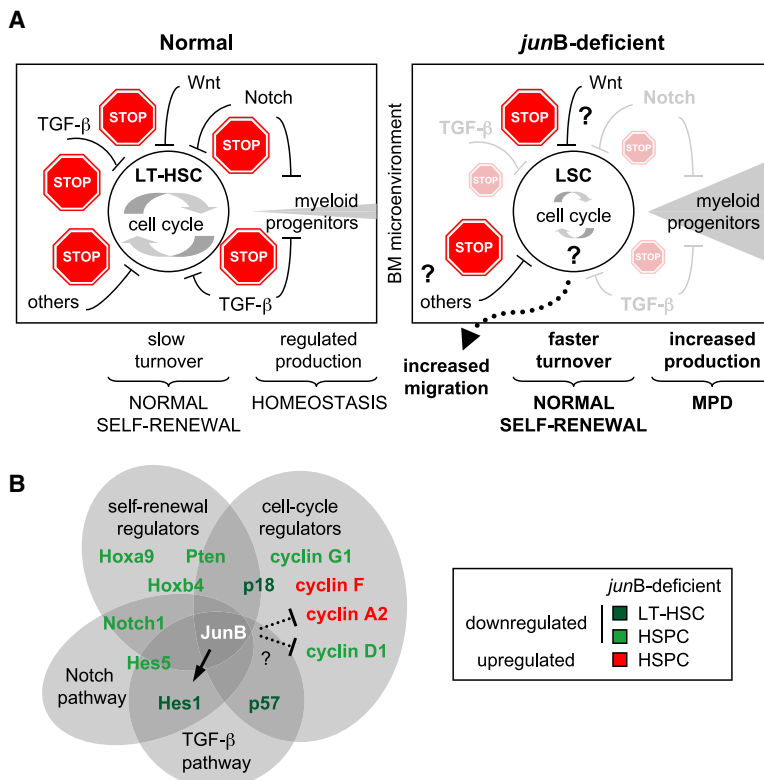 A
Normal
Wnt
Notch
TGF-β
STOP
STOP
STOP
STOP
STOP
LT-HSC
cell cycle
myeloid
progenitors
others
TGF-β
slow
turnover
regulated
production
NORMAL
SELF-RENEWAL
HOMEOSTASIS
BM microenvironment
junB-deficient
Wnt
?
Notch
TGF-β
STOP
STOP
STOP
STOP
STOP
LSC
cell cycle
?
myeloid
progenitors
?
others
TGF-β
increased
migration
faster
turnover
increased
production
NORMAL
SELF-RENEWAL
MPD
B
self-renewal
regulators
cell-cycle
regulators
Hoxa9 Pten cyclin G1
Hoxb4 p18 cyclin F
Notch1 JunB cyclin A2
Hes5 ? cyclin D1
Notch
pathway
Hes1 p57
TGF-β
pathway
junB-deficient
downregulated LT-HSC
HSPC
upregulated HSPC